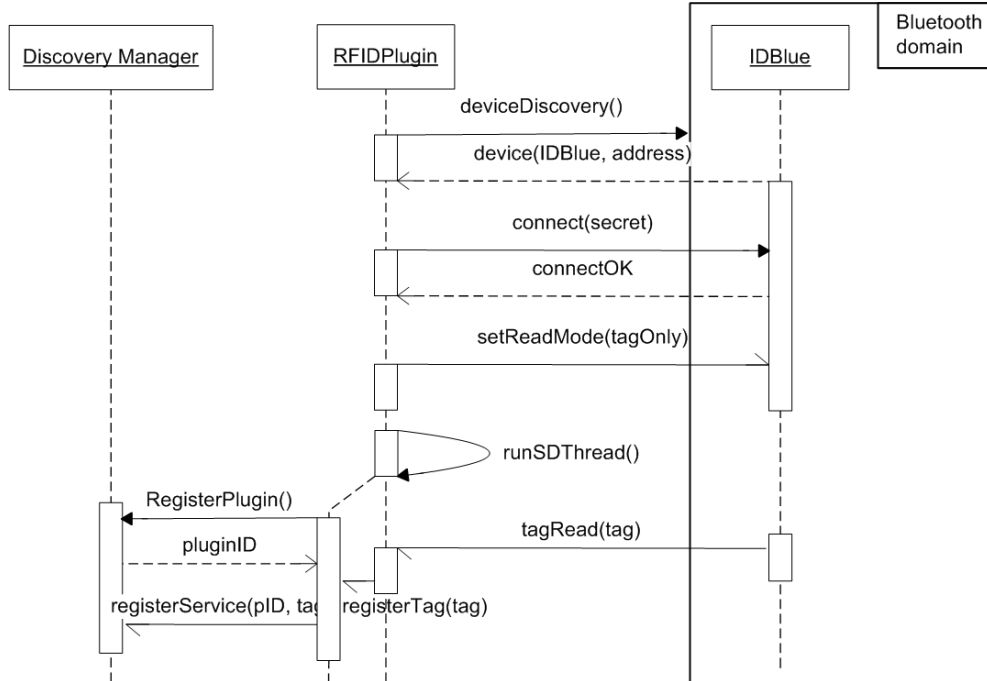 Bluetooth
domain
Discovery Manager
RFIDPlugin
IDBlue
deviceDiscovery()
device(IDBlue, address)
connect(secret)
connectOK
setReadMode(tagOnly)
runSDThread()
RegisterPlugin()
tagRead(tag)
pluginID
registerService(pID, tag
registerTag(tag)